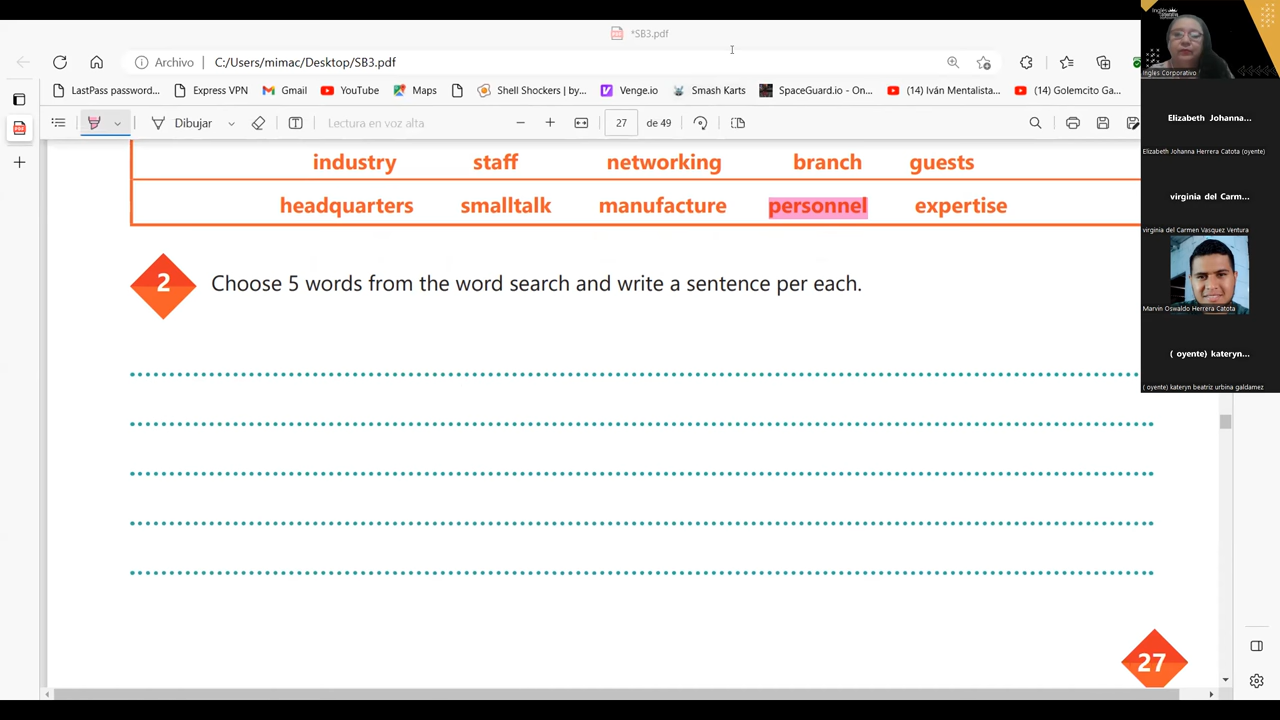 *SB3.pdf
Archivo C:/Users/mimac/Desktop/SB3.pdf
LastPass password... Express VPN Gmail YouTube Maps Shell Shockers | by... Venge.io Smash Karts SpaceGuard.io - On... (14) Iván Mentalista... (14) Golemcito Ga...
Dibujar Lectura en voz alta 27 de 49
industry staff networking branch guests
headquarters smalltalk manufacture personnel expertise
2 Choose 5 words from the word search and write a sentence per each.
27
Inglés
Inglés Corporativo
Elizabeth Johanna...
Elizabeth Johanna Herrera Catota (oyente)
virginia del Carm...
virginia del Carmen Vasquez Ventura
Marvin Oswaldo Herrera Catota
( oyente) kateryn...
( oyente) kateryn beatriz urbina galdamez